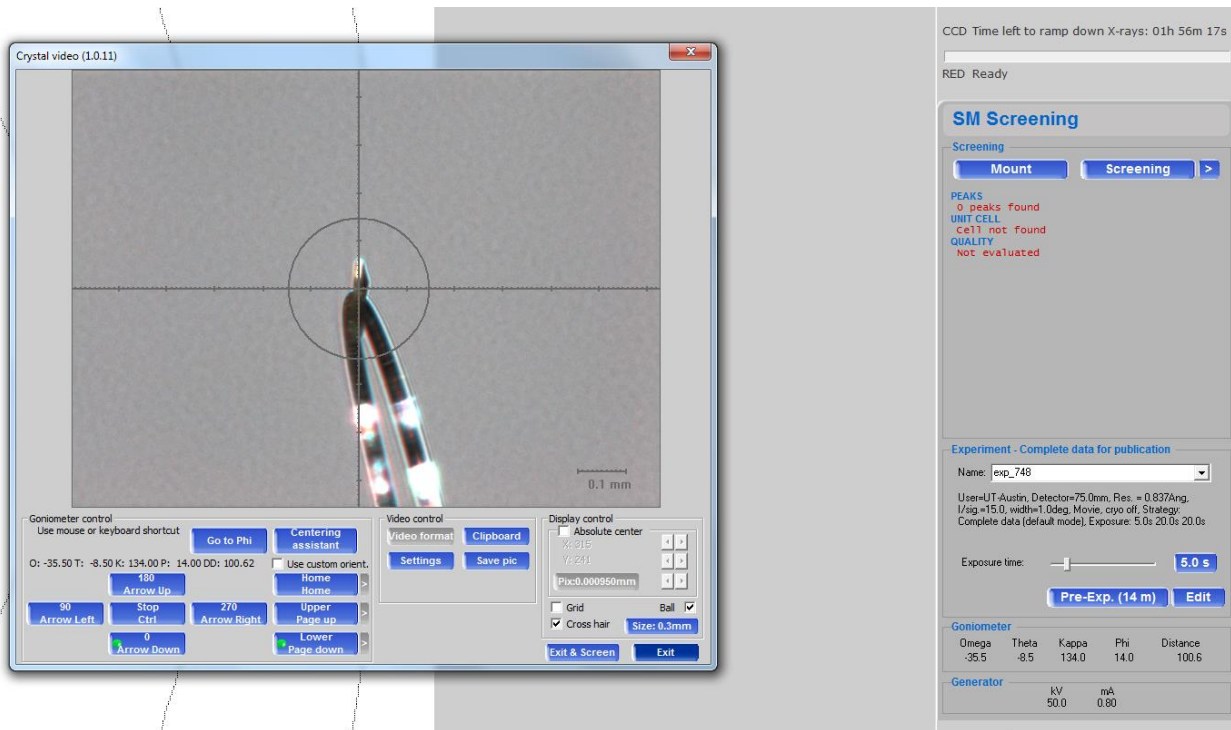 Crystal video (1.0.11)
0.1 mm
Goniometer control
Use mouse or keyboard shortcut
Go to Phi
Centering assistant
O: -35.50 T: -8.50 K: 134.00 P: 14.00 DD: 100.62
Use custom orient.
180
Arrow Up
Home
Home
>
90
Arrow Left
Stop
Ctrl
270
Arrow Right
Upper
Page up
>
0
Arrow Down
Lower
Page down
>
Video control
Video format
Clipboard
Settings
Save pic
Display control
Absolute center
X: 315
Y: 241
Pix:0.000950mm
Grid
Ball
Cross hair
Size: 0.3mm
Exit & Screen
Exit
CCD Time left to ramp down X-rays: 01h 56m 17s
RED Ready
SM Screening
Screening
Mount
Screening
>
PEAKS
0 peaks found
UNIT CELL
Cell not found
QUALITY
Not evaluated
Experiment - Complete data for publication
Name: exp_748
User=UT-Austin, Detector=75.0mm, Res. = 0.837Ang,
I/sig.=15.0, width=1.0deg, Movie, cryo off, Strategy:
Complete data (default mode), Exposure: 5.0s 20.0s 20.0s
Exposure time:
5.0 s
Pre-Exp. (14 m)
Edit
Goniometer
Omega Theta Kappa Phi Distance
-35.5 -8.5 134.0 14.0 100.6
Generator
kV mA
50.0 0.80